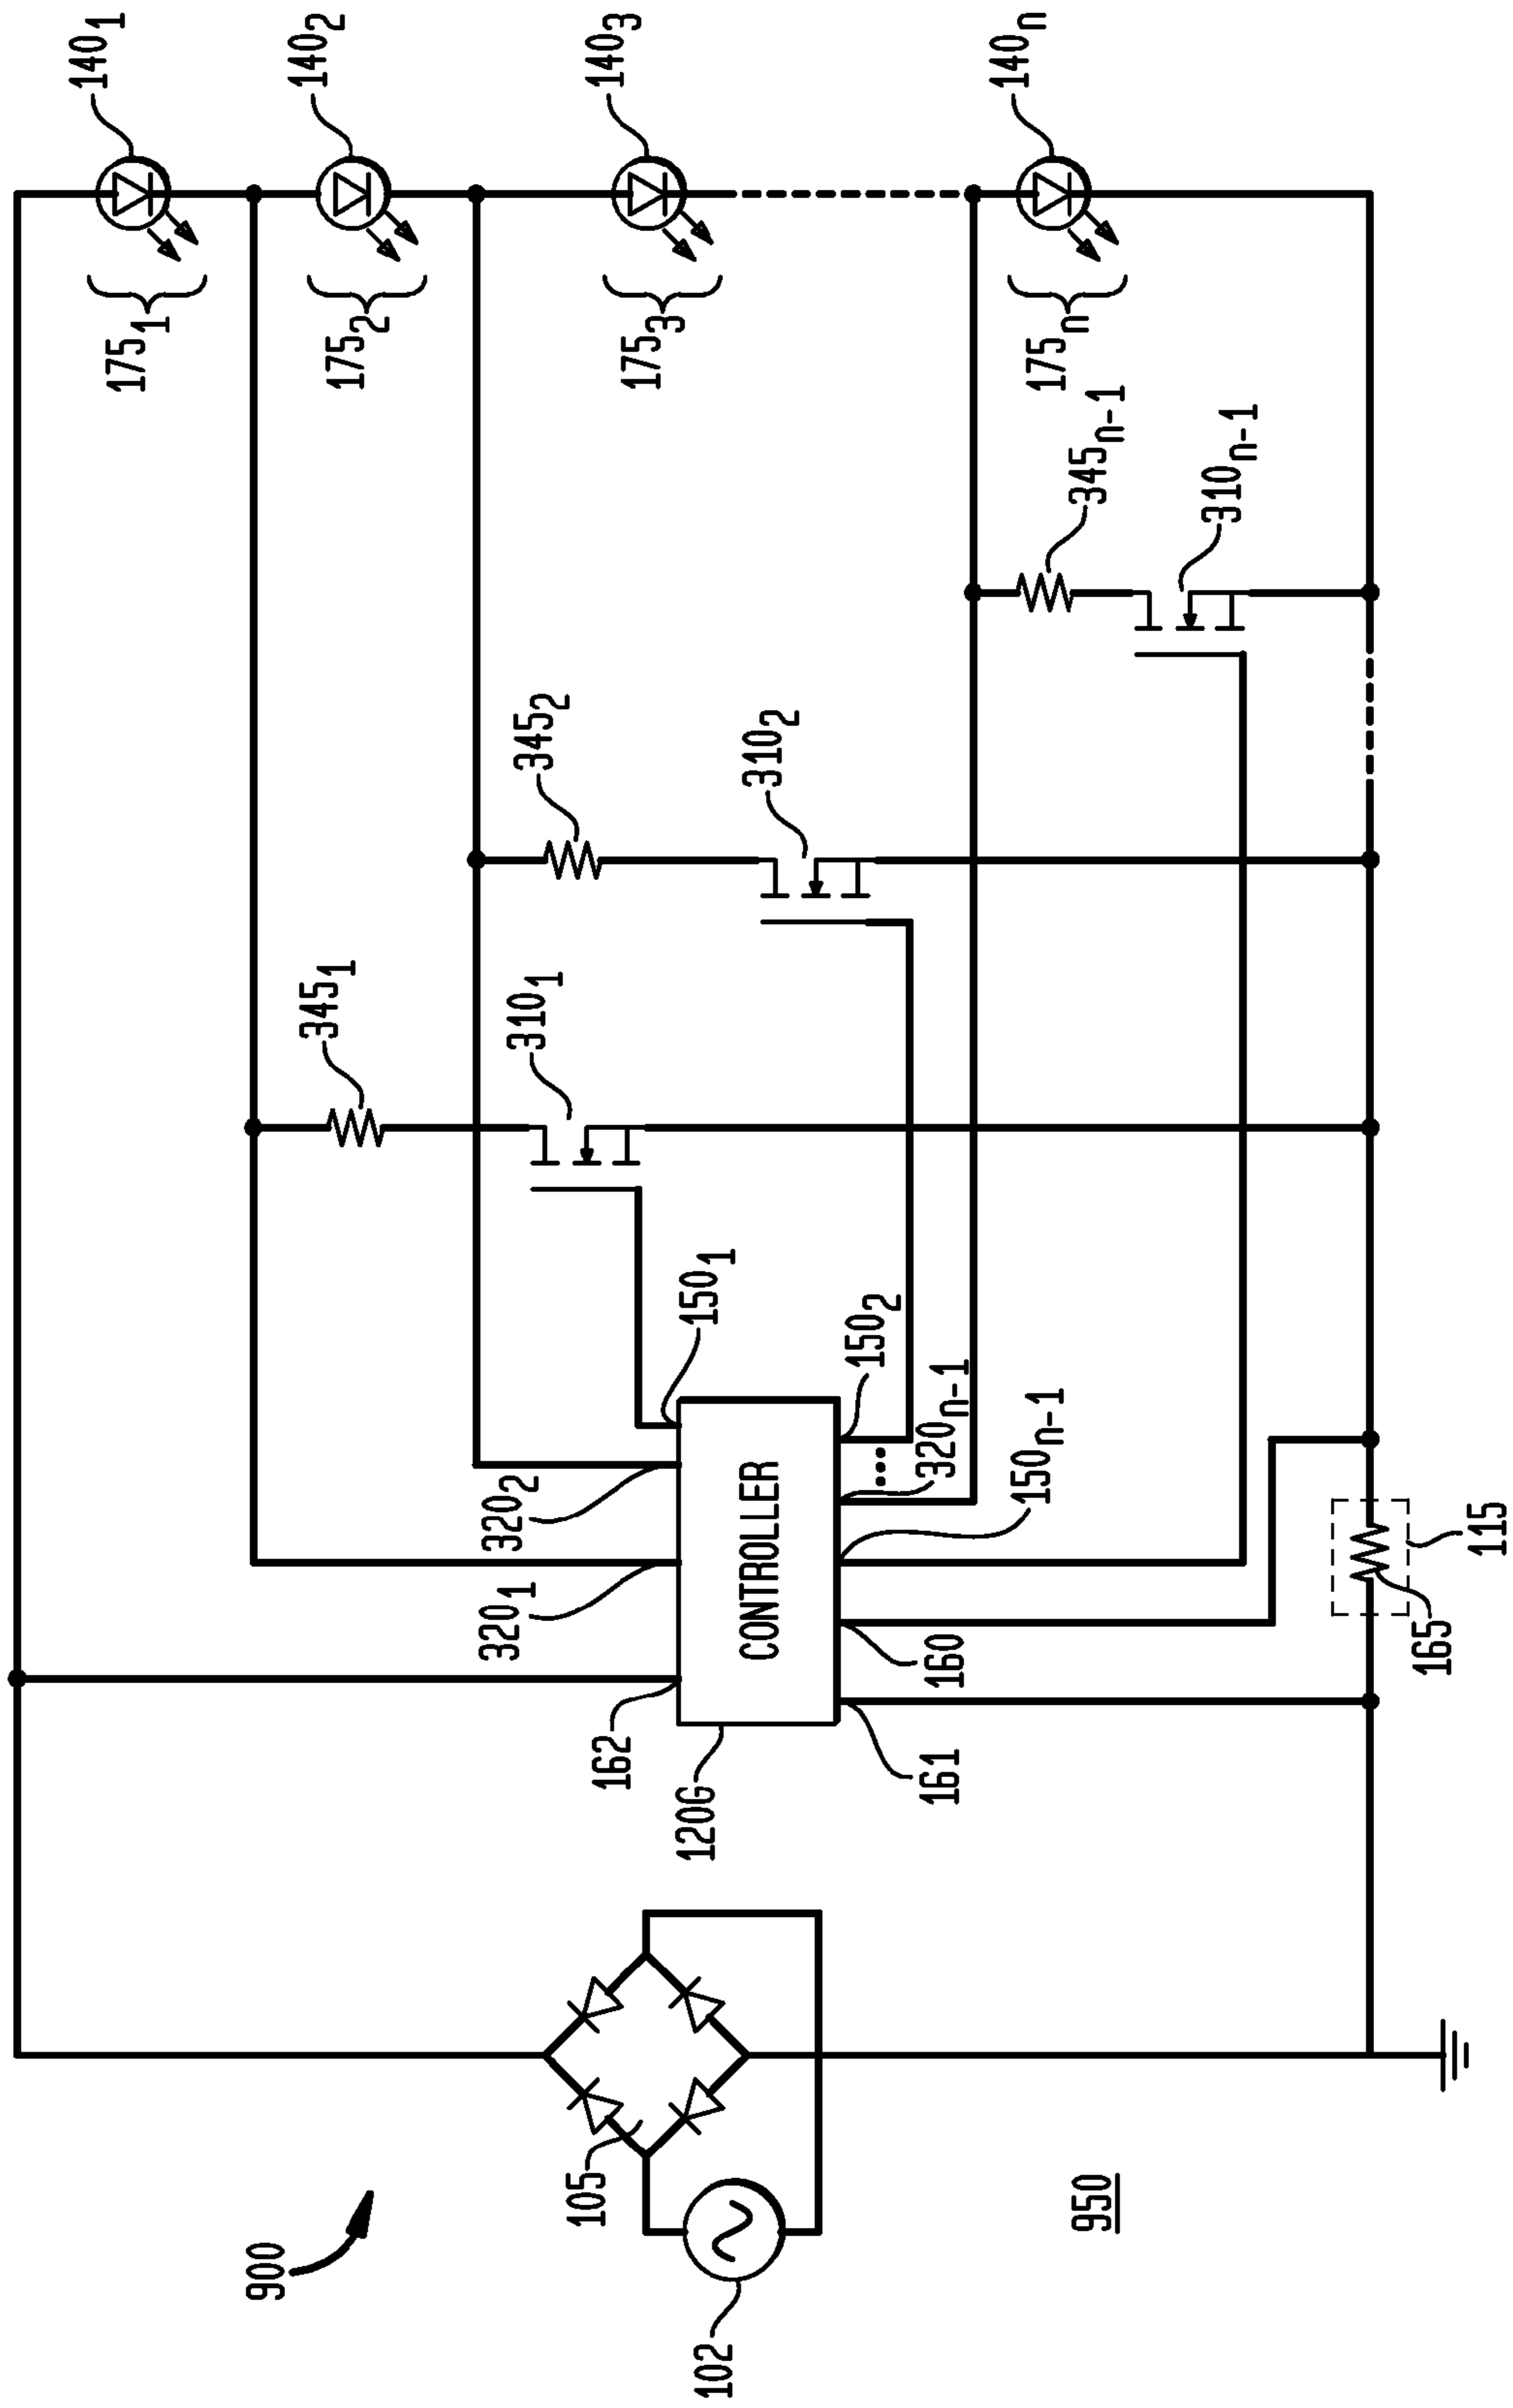 900
102
105
950
120G
CONTROLLER
162
320₁
320₂
150₁
150₂
320ₙ₋₁
150ₙ₋₁
160
161
165
115
345₁
310₁
345₂
310₂
345ₙ₋₁
310ₙ₋₁
175₁
175₂
175₃
175ₙ
140₁
140₂
140₃
140ₙ